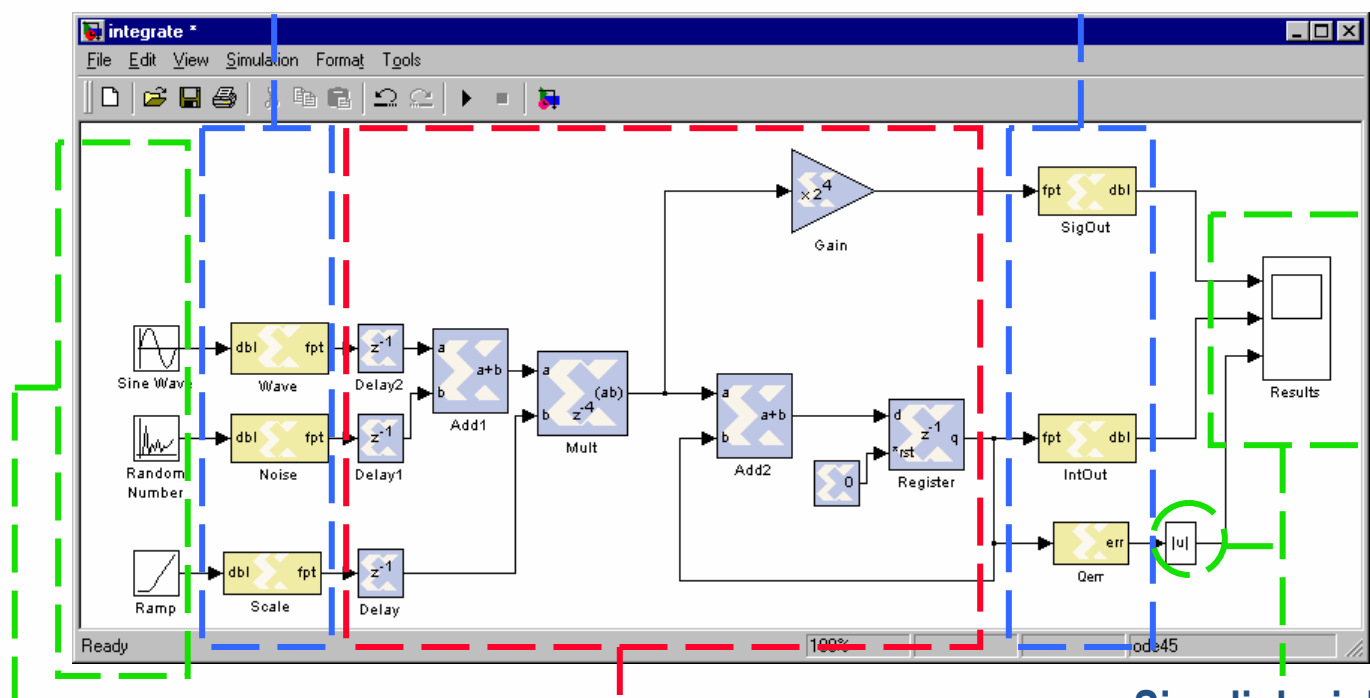 integrate *
File Edit View Simulation Format Tools
×2^4
Gain
fpt dbl
SigOut
Sine Wave
dbl fpt
Wave
z^-1
Delay2
a
b
a+b
Add1
a
b
(ab)
z^-4
Mult
a
b
a+b
Add2
d
*rst
z^-1
q
Register
0
fpt dbl
IntOut
Results
Random
Number
dbl fpt
Noise
z^-1
Delay1
err
Qerr
|u|
Ramp
dbl fpt
Scale
z^-1
Delay
Ready
100%
ode45